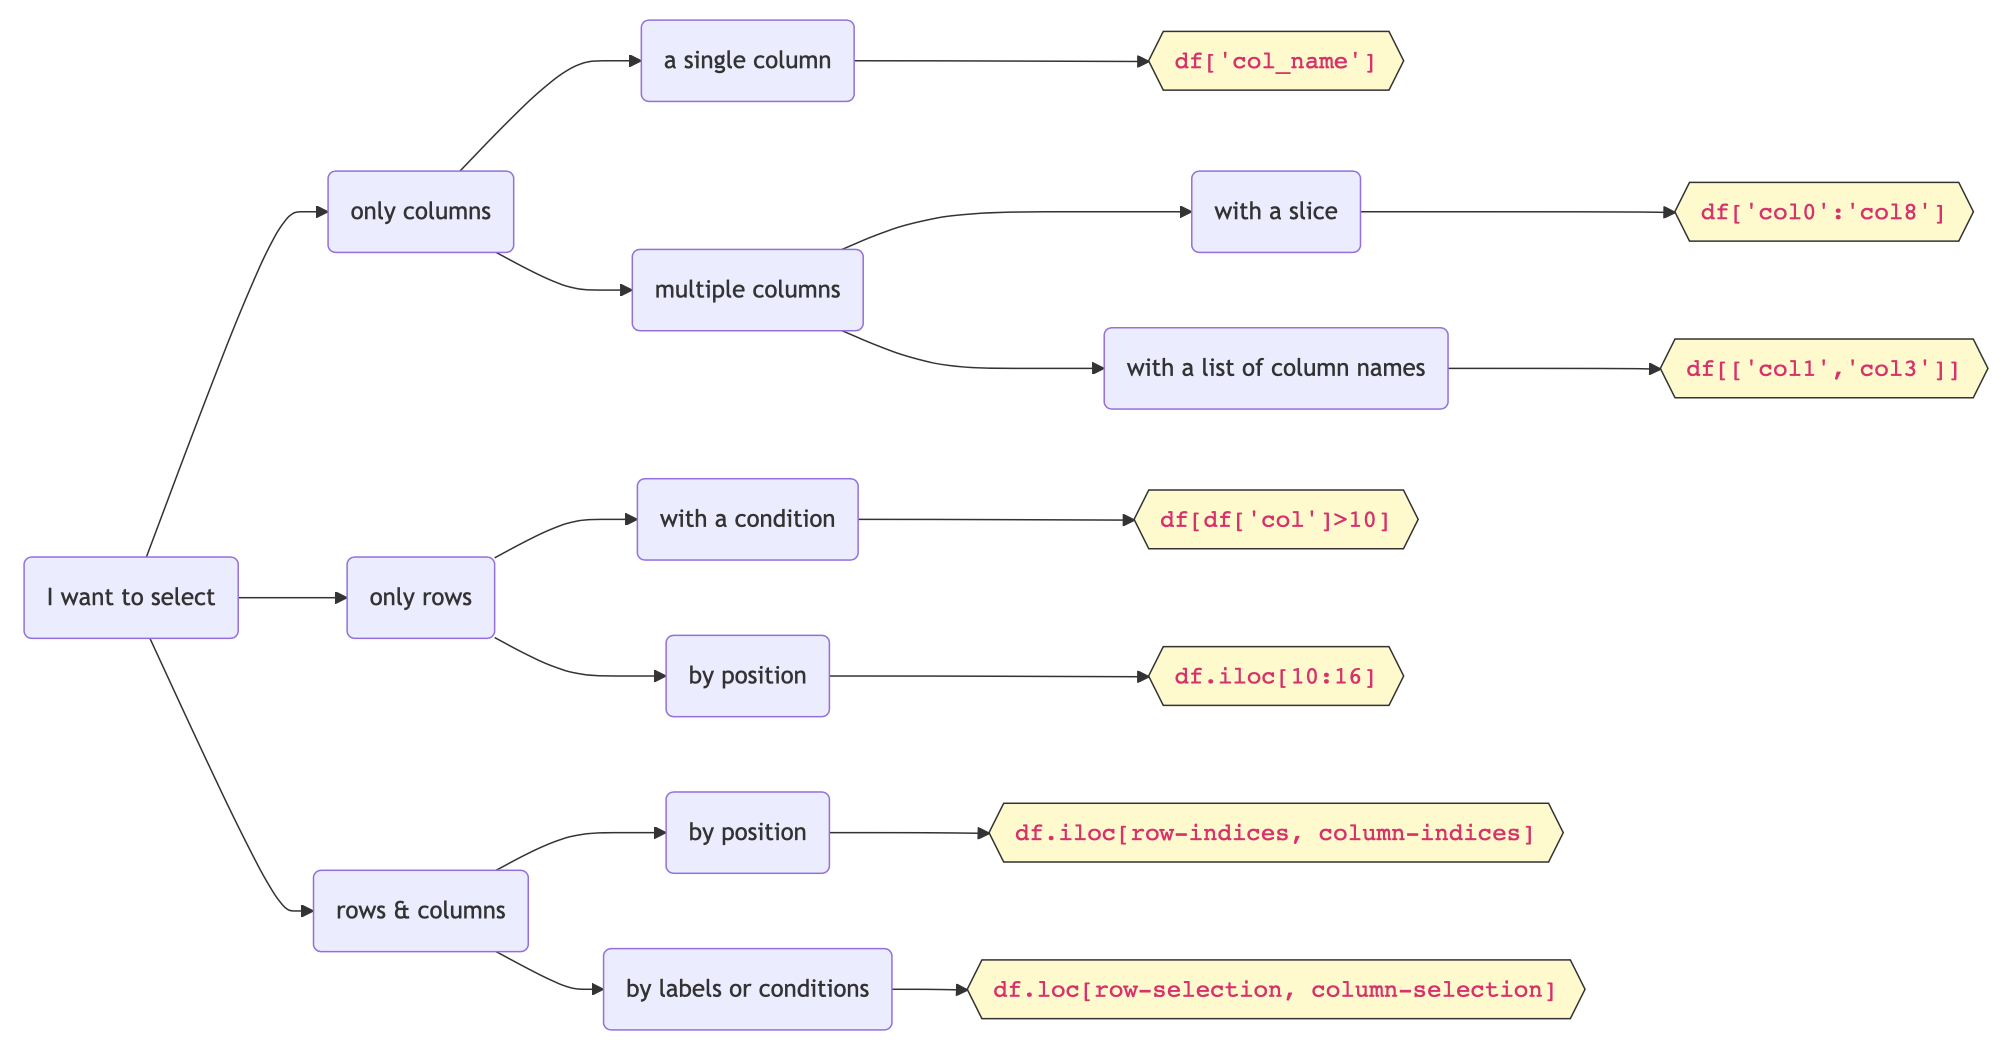 a single column
df['col_name']
only columns
with a slice
df['col0':'col8']
multiple columns
with a list of column names
df[['col1','col3']]
with a condition
df[df['col']>10]
I want to select
only rows
by position
df.iloc[10:16]
by position
df.iloc[row-indices, column-indices]
rows & columns
by labels or conditions
df.loc[row-selection, column-selection]